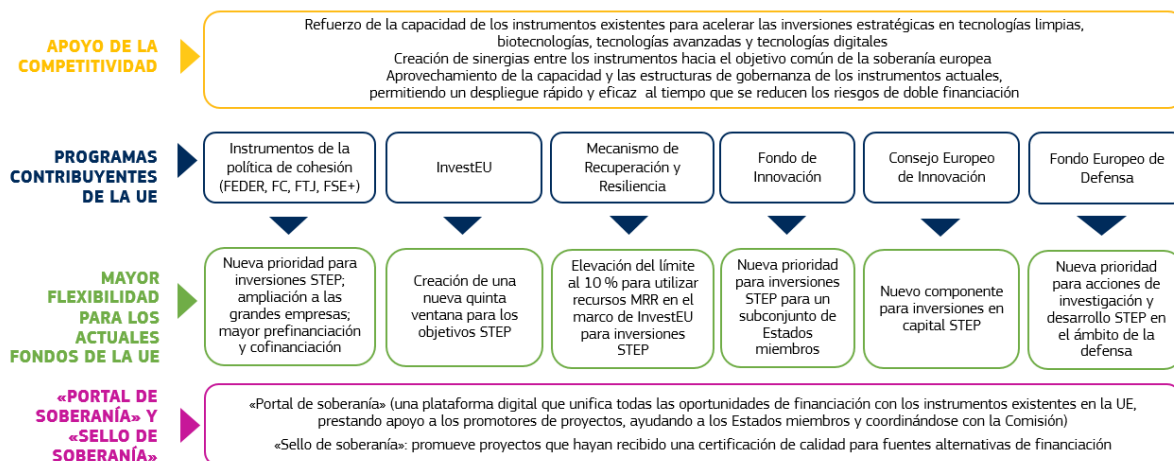 APOYO DE LA
COMPETITIVIDAD
Refuerzo de la capacidad de los instrumentos existentes para acelerar las inversiones estratégicas en tecnologías limpias,
biotecnologías, tecnologías avanzadas y tecnologías digitales
Creación de sinergias entre los instrumentos hacia el objetivo común de la soberanía europea
Aprovechamiento de la capacidad y las estructuras de gobernanza de los instrumentos actuales,
permitiendo un despliegue rápido y eficaz al tiempo que se reducen los riesgos de doble financiación
PROGRAMAS
CONTRIBUYENTES
DE LA UE
Instrumentos de la
política de cohesión
(FEDER, FC, FTJ, FSE+)
InvestEU
Mecanismo de
Recuperación y
Resiliencia
Fondo de
Innovación
Consejo Europeo
de Innovación
Fondo Europeo de
Defensa
MAYOR
FLEXIBILIDAD
PARA LOS
ACTUALES
FONDOS DE LA UE
Nueva prioridad para
inversiones STEP;
ampliación a las
grandes empresas;
mayor prefinanciación
y cofinanciación
Creación de una
nueva quinta
ventana para los
objetivos STEP
Elevación del límite
al 10 % para utilizar
recursos MRR en el
marco de InvestEU
para inversiones
STEP
Nueva prioridad
para inversiones
STEP para un
subconjunto de
Estados
miembros
Nuevo componente
para inversiones en
capital STEP
Nueva prioridad
para acciones de
investigación y
desarrollo STEP en
el ámbito de la
defensa
«PORTAL DE
SOBERANÍA» Y
«SELLO DE
SOBERANÍA»
«Portal de soberanía» (una plataforma digital que unifica todas las oportunidades de financiación con los instrumentos existentes en la UE,
prestando apoyo a los promotores de proyectos, ayudando a los Estados miembros y coordinándose con la Comisión)
«Sello de soberanía»: promueve proyectos que hayan recibido una certificación de calidad para fuentes alternativas de financiación